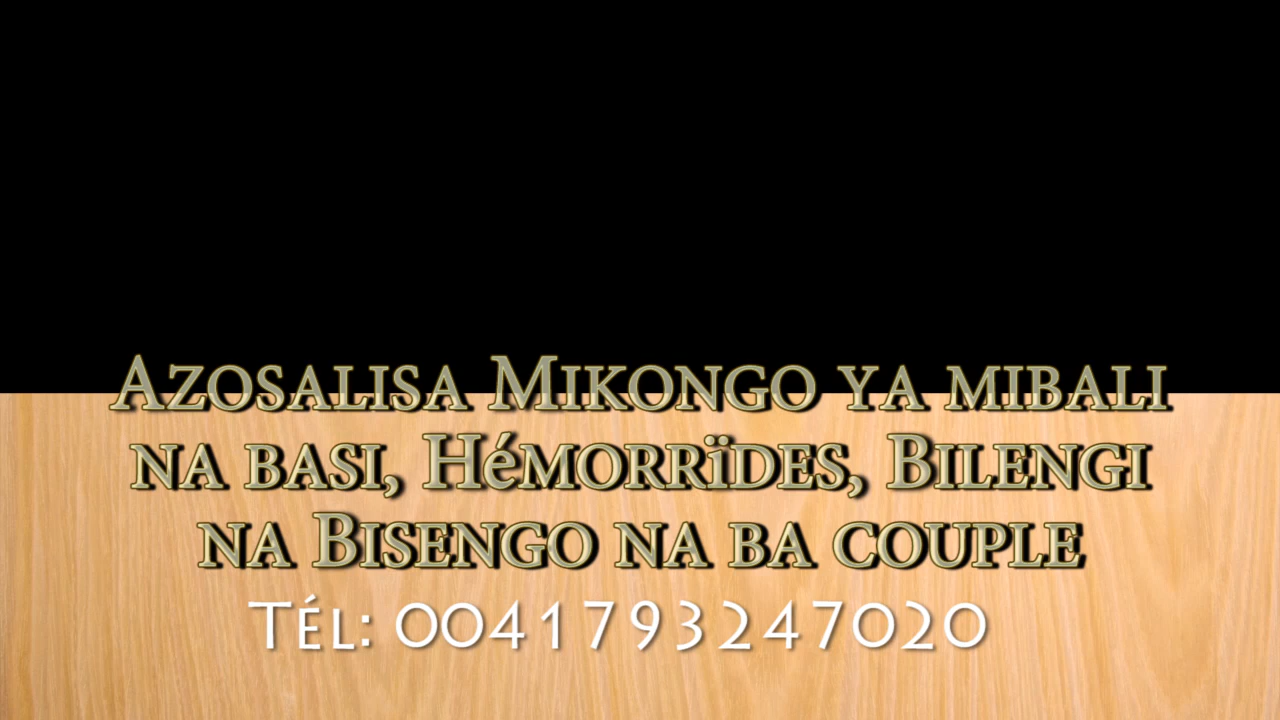 Azosalisa Mikongo ya mibali
na basi, Hémorrïdes, Bilengi
na Bisengo na ba couple
Tél: 0041793247020